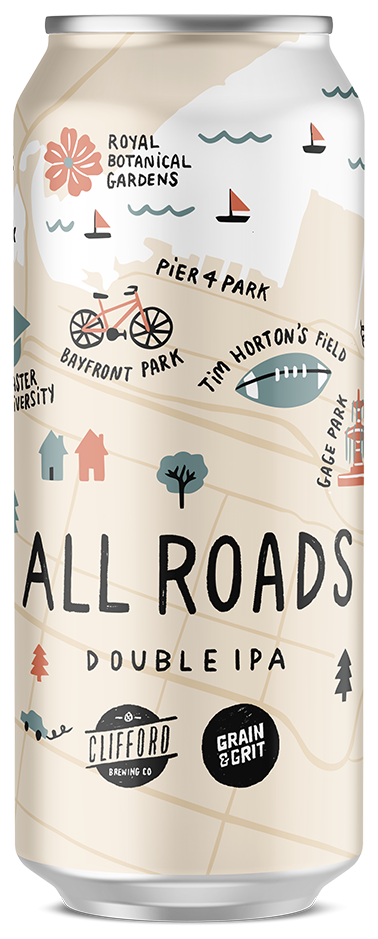 ROYAL
BOTANICAL
GARDENS
PiER 4 PARK
BAYFRONT PARK
TiM HORTON'S FiELD
GAGE PARK
ALL ROADS
DOUBLE IPA
CLIFFORD
BREWING CO
GRAIN
& GRIT